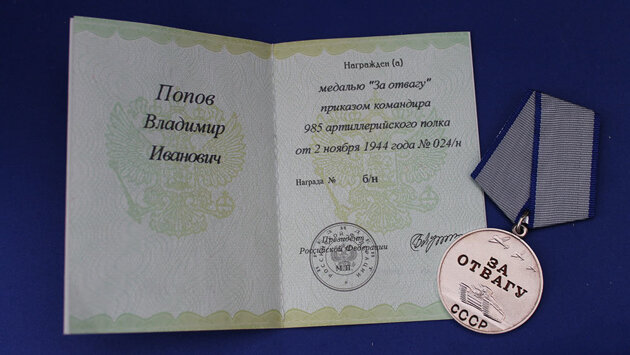 Попов
Владимир
Иванович
Награжден (а)
медалью "За отвагу"
приказом командира
985 артиллерийского полка
от 2 ноября 1944 года № 024/н
Награда № б/н
Президент
Российской Федерации
М.П.
ЗА
ОТВАГУ
СССР